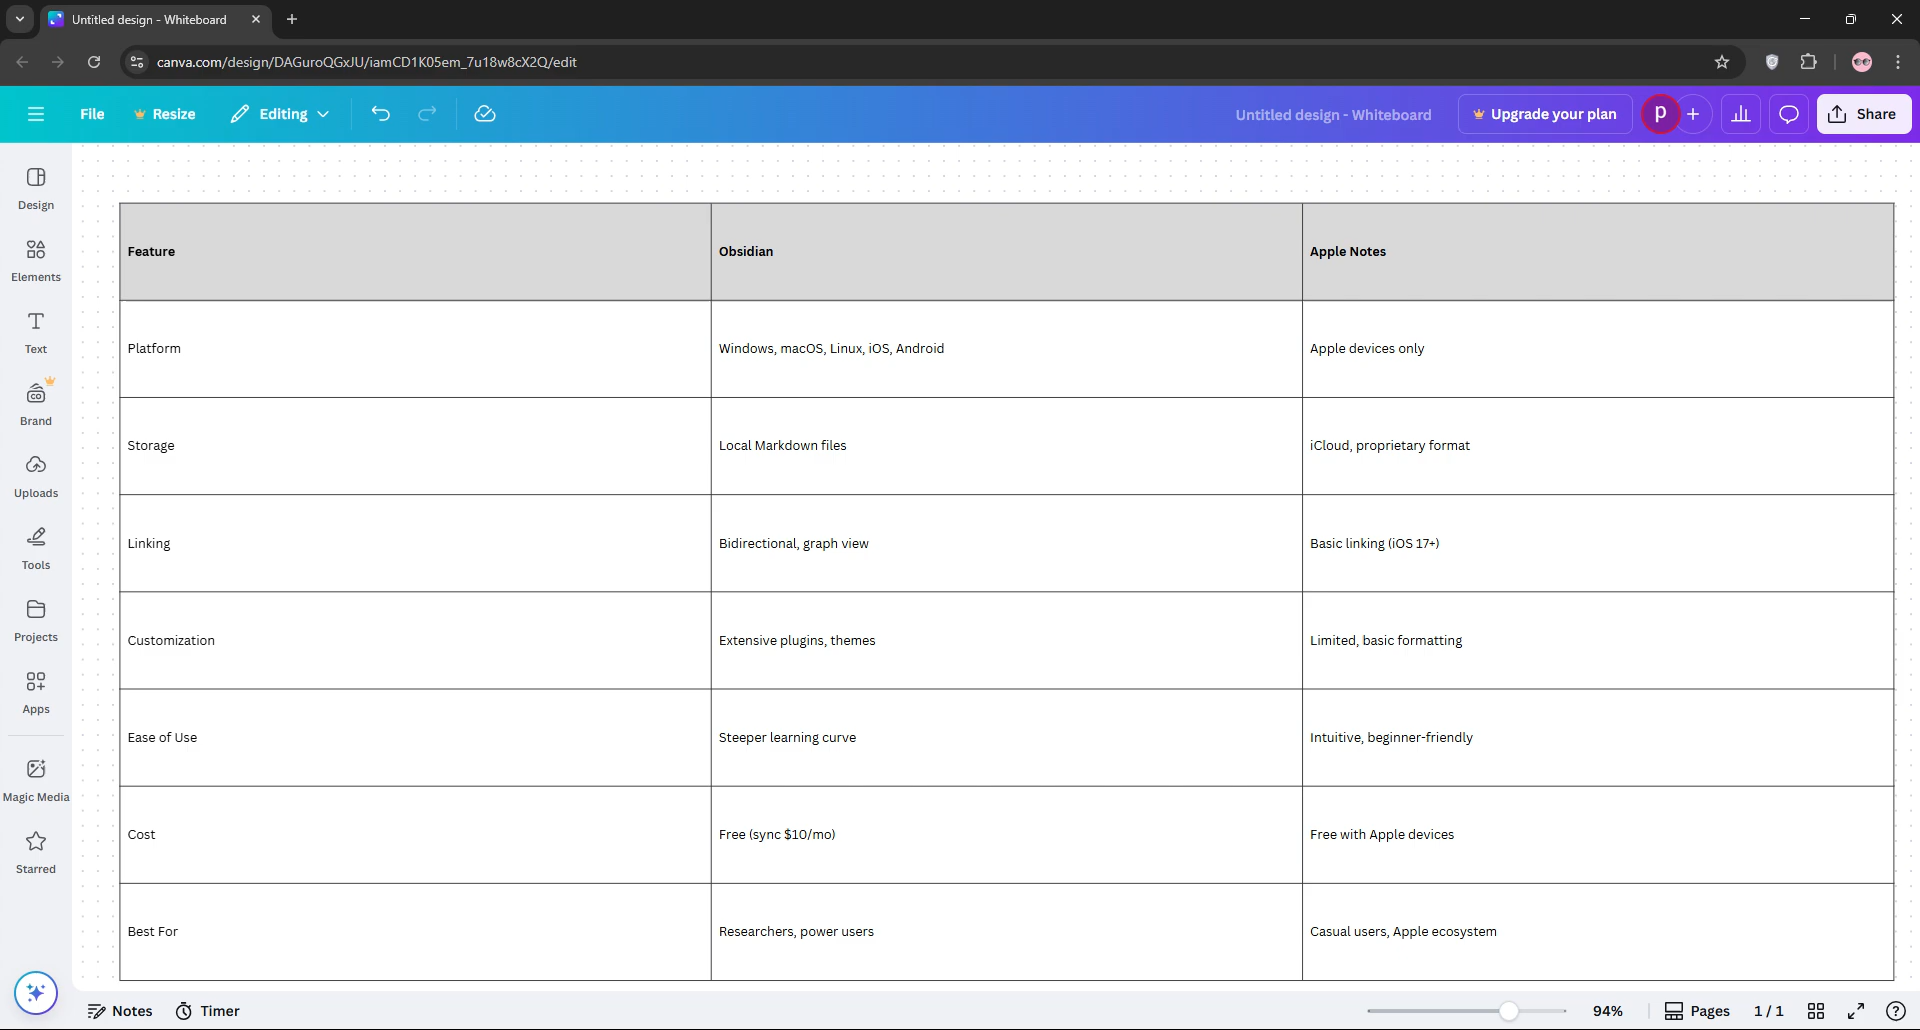 Untitled design - Whiteboard
canva.com/design/DAGuroQGxJU/iamCD1K05em_7u18w8cX2Q/edit
File Resize Editing Untitled design - Whiteboard Upgrade your plan P + Share
Design
Elements
Text
Brand
Uploads
Tools
Projects
Apps
Magic Media
Starred
Feature Obsidian Apple Notes
Platform Windows, macOS, Linux, iOS, Android Apple devices only
Storage Local Markdown files iCloud, proprietary format
Linking Bidirectional, graph view Basic linking (iOS 17+)
Customization Extensive plugins, themes Limited, basic formatting
Ease of Use Steeper learning curve Intuitive, beginner-friendly
Cost Free (sync $10/mo) Free with Apple devices
Best For Researchers, power users Casual users, Apple ecosystem
Notes Timer 94% Pages 1 / 1